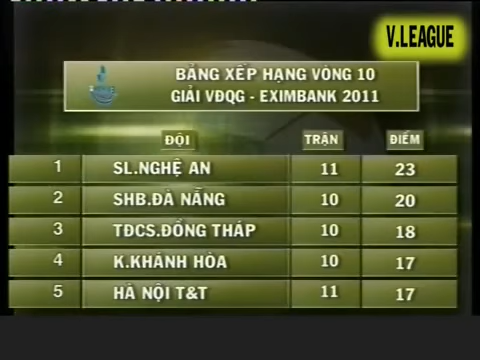 V.LEAGUE
BẢNG XẾP HẠNG VÒNG 10
GIẢI VĐQG - EXIMBANK 2011
ĐỘI TRẬN ĐIỂM
1 SL.NGHỆ AN 11 23
2 SHB.ĐÀ NẴNG 10 20
3 TĐCS.ĐỒNG THÁP 10 18
4 K.KHÁNH HÒA 10 17
5 HÀ NỘI T&T 11 17